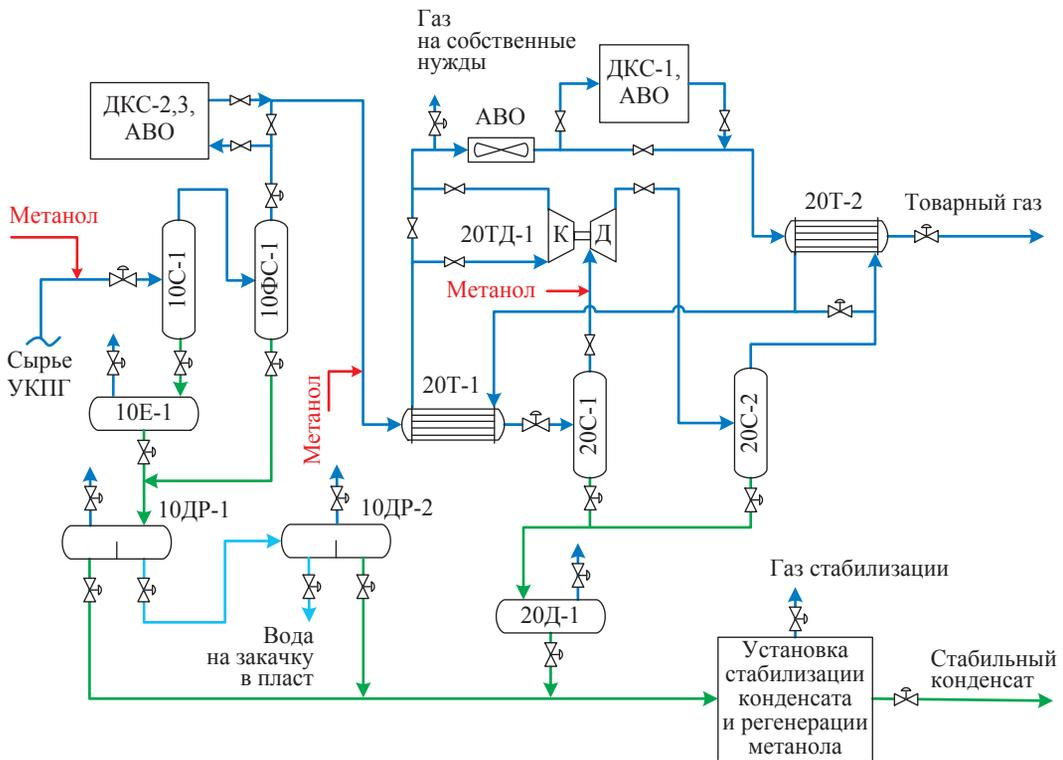 Газ
на собственные
нужды
ДКС-2,3,
АВО
АВО
ДКС-1,
АВО
Метанол
10С-1
10ФС-1
20ТД-1
К
Д
20Т-2
Товарный газ
Метанол
Сырье
УКПГ
10Е-1
Метанол
20Т-1
20С-1
20С-2
10ДР-1
10ДР-2
Вода
на закачку
в пласт
20Д-1
Газ стабилизации
Установка
стабилизации
конденсата
и регенерации
метанола
Стабильный
конденсат